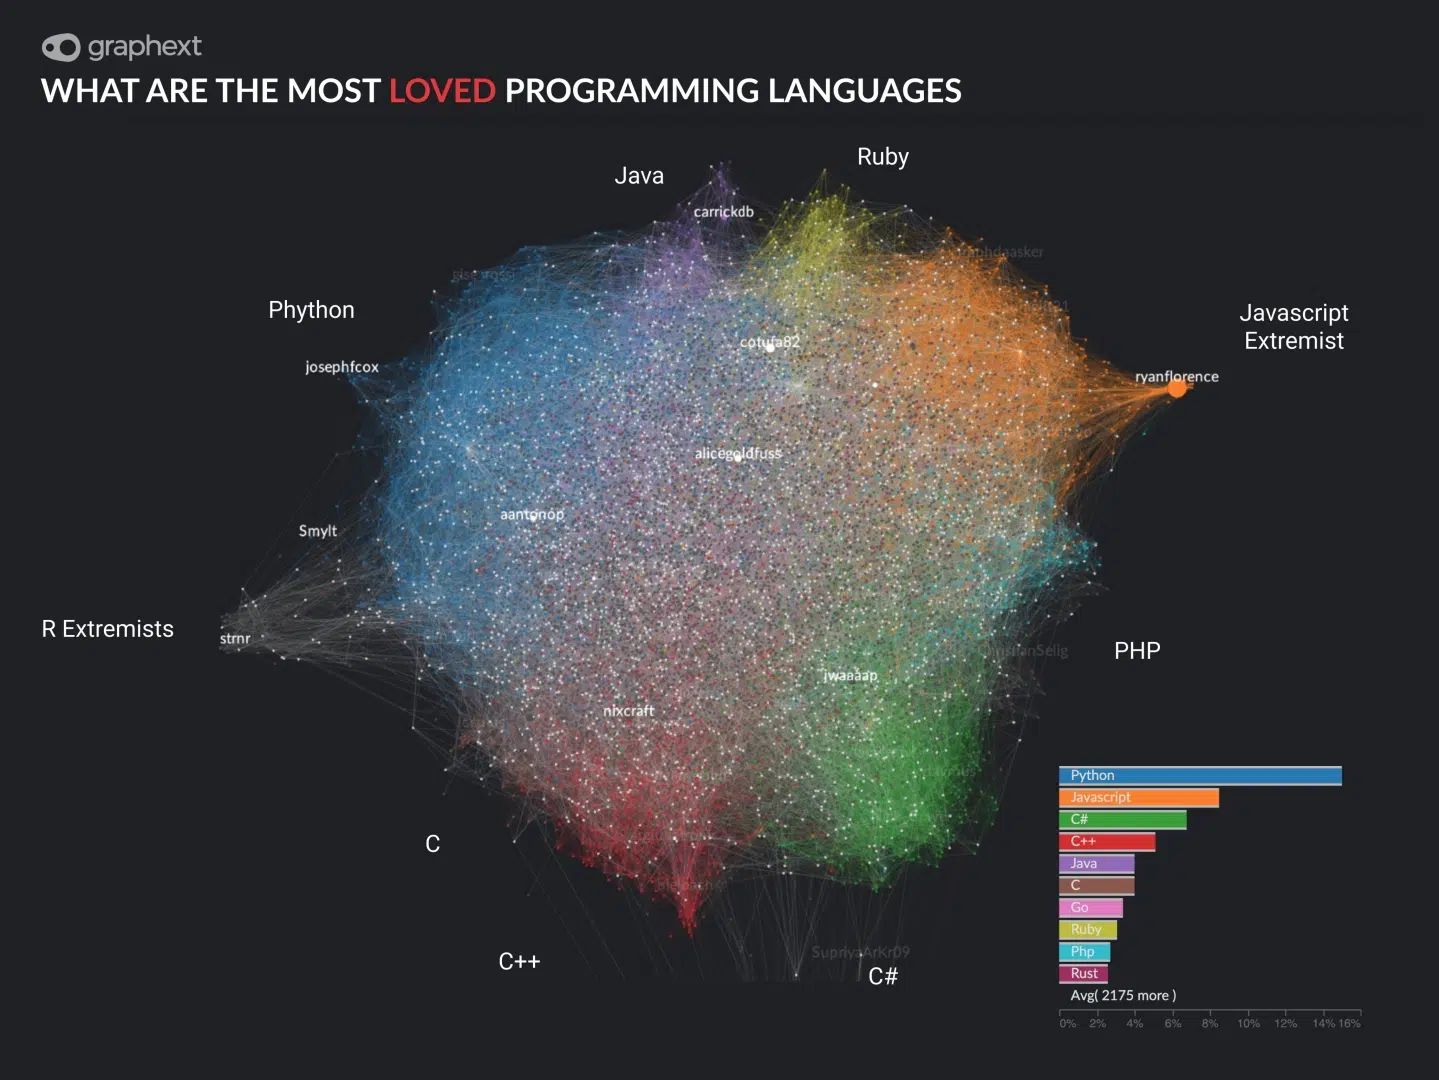 graphext
WHAT ARE THE MOST LOVED PROGRAMMING LANGUAGES
Ruby
Java
carrickdb
Phython
Javascript
Extremist
cotufa82
josephfcox
ryanflorence
alicegoldfuss
aantonop
Smylt
R Extremists
strnr
PHP
jwaaaap
nixcraft
C
C++
SupriyaArKr09
C#
Python
Javascript
C#
C++
Java
C
Go
Ruby
Php
Rust
Avg( 2175 more )
0% 2% 4% 6% 8% 10% 12% 14% 16%